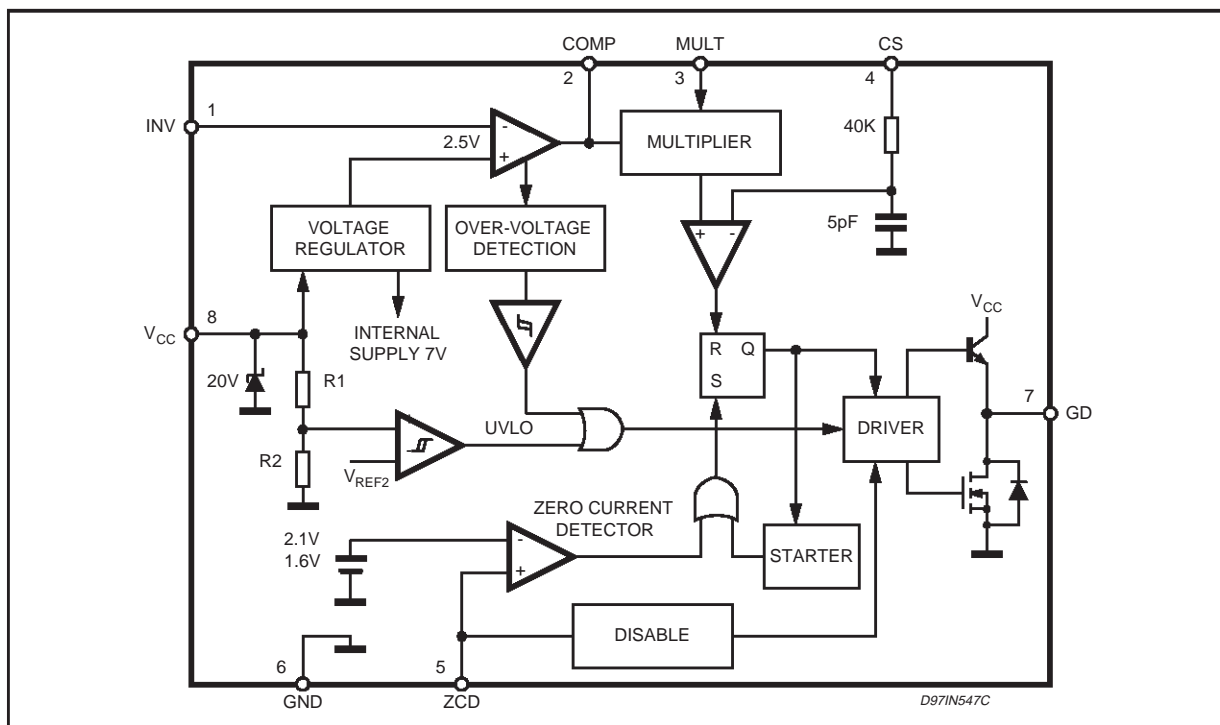 COMP
MULT
CS
2
3
4
1
INV
-
2.5V
+
MULTIPLIER
40K
VOLTAGE
REGULATOR
OVER-VOLTAGE
DETECTION
+
-
5pF
8
VCC
INTERNAL
SUPPLY 7V
R Q
S
VCC
20V
R1
7
GD
UVLO
DRIVER
R2
-
VREF2
ZERO CURRENT
DETECTOR
2.1V
1.6V
-
+
STARTER
DISABLE
6
5
GND
ZCD
D97IN547C